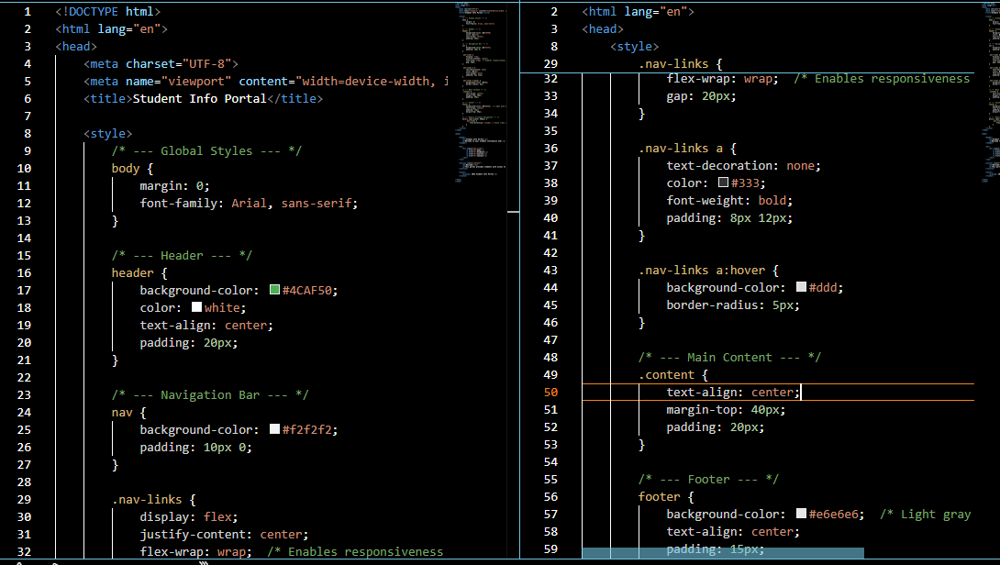 1 <!DOCTYPE html>
2 <html lang="en">
3 <head>
4 <meta charset="UTF-8">
5 <meta name="viewport" content="width=device-width, i
6 <title>Student Info Portal</title>
7
8 <style>
9 /* --- Global Styles --- */
10 body {
11 margin: 0;
12 font-family: Arial, sans-serif;
13 }
14
15 /* --- Header --- */
16 header {
17 background-color: #4CAF50;
18 color: white;
19 text-align: center;
20 padding: 20px;
21 }
22
23 /* --- Navigation Bar --- */
24 nav {
25 background-color: #f2f2f2;
26 padding: 10px 0;
27 }
28
29 .nav-links {
30 display: flex;
31 justify-content: center;
32 flex-wrap: wrap; /* Enables responsiveness
2 <html lang="en">
3 <head>
8 <style>
29 .nav-links {
32 flex-wrap: wrap; /* Enables responsiveness
33 gap: 20px;
34 }
35
36 .nav-links a {
37 text-decoration: none;
38 color: #333;
39 font-weight: bold;
40 padding: 8px 12px;
41 }
42
43 .nav-links a:hover {
44 background-color: #ddd;
45 border-radius: 5px;
46 }
47
48 /* --- Main Content --- */
49 .content {
50 text-align: center;
51 margin-top: 40px;
52 padding: 20px;
53 }
54
55 /* --- Footer --- */
56 footer {
57 background-color: #e6e6e6; /* Light gray
58 text-align: center;
59 padding: 15px;